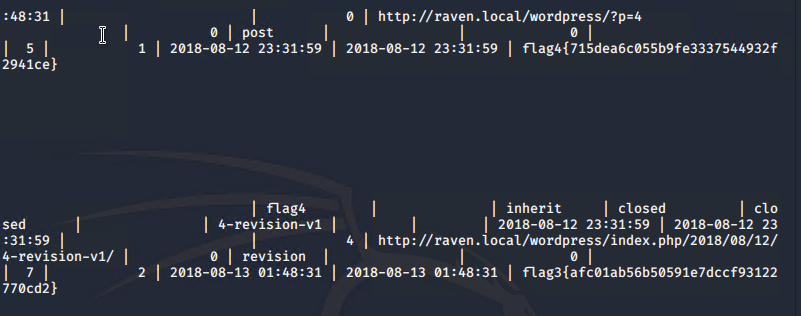 :48:31 | | 0 | http://raven.local/wordpress/?p=4
| 0 | post | | 0 |
| 5 | 1 | 2018-08-12 23:31:59 | 2018-08-12 23:31:59 | flag4{715dea6c055b9fe3337544932f
2941ce}
| flag4 | | inherit | closed | clo
sed | | 4-revision-v1 | | | 2018-08-12 23:31:59 | 2018-08-12 23
:31:59 | | 4 | http://raven.local/wordpress/index.php/2018/08/12/
4-revision-v1/ | 0 | revision | | 0 |
| 7 | 2 | 2018-08-13 01:48:31 | 2018-08-13 01:48:31 | flag3{afc01ab56b50591e7dccf93122
770cd2}